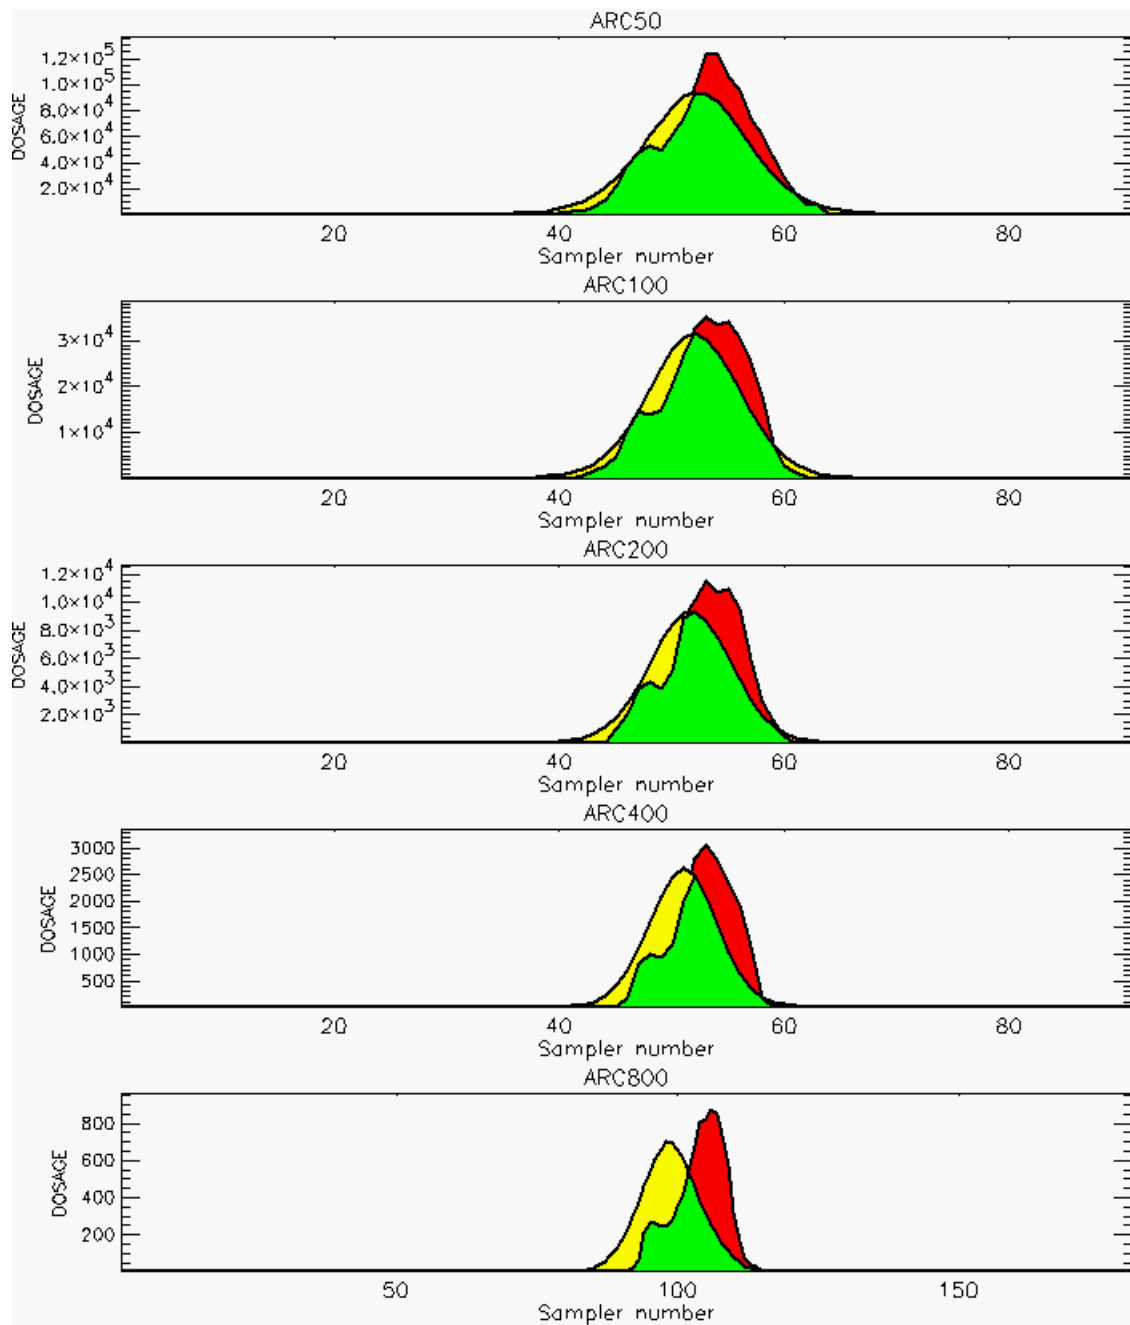 ARC50
1.2×10^5
1.0×10^5
8.0×10^4
6.0×10^4
4.0×10^4
2.0×10^4
DOSAGE
20 40 60 80
Sampler number
ARC100
3×10^4
2×10^4
1×10^4
DOSAGE
20 40 60 80
Sampler number
ARC200
1.2×10^4
1.0×10^4
8.0×10^3
6.0×10^3
4.0×10^3
2.0×10^3
DOSAGE
20 40 60 80
Sampler number
ARC400
3000
2500
2000
1500
1000
500
DOSAGE
20 40 60 80
Sampler number
ARC800
800
600
400
200
DOSAGE
50 100 150
Sampler number